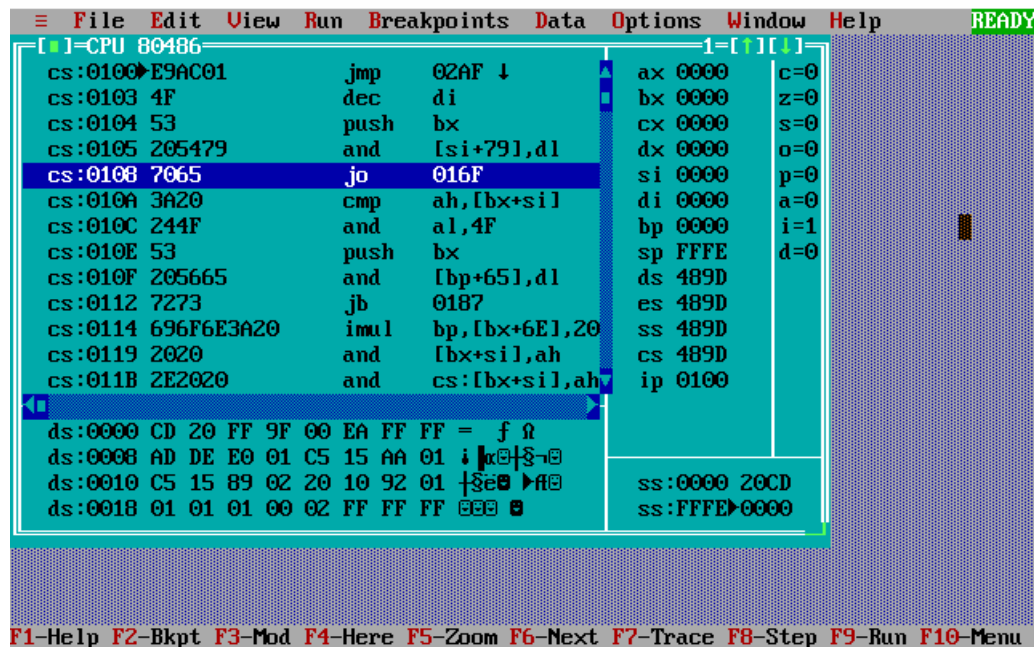 ≡ File Edit View Run Breakpoints Data Options Window Help READY
[■]=CPU 80486 1=[↑][↓]
cs:0100►E9AC01 jmp 02AF ↓ ax 0000 c=0
cs:0103 4F dec di bx 0000 z=0
cs:0104 53 push bx cx 0000 s=0
cs:0105 205479 and [si+79],dl dx 0000 o=0
cs:0108 7065 jo 016F si 0000 p=0
cs:010A 3A20 cmp ah,[bx+si] di 0000 a=0
cs:010C 244F and al,4F bp 0000 i=1
cs:010E 53 push bx sp FFFE d=0
cs:010F 205665 and [bp+65],dl ds 489D
cs:0112 7273 jb 0187 es 489D
cs:0114 696F6E3A20 imul bp,[bx+6E],20 ss 489D
cs:0119 2020 and [bx+si],ah cs 489D
cs:011B 2E2020 and cs:[bx+si],ah ip 0100
ds:0000 CD 20 FF 9F 00 EA FF FF = ƒ Ω
ds:0008 AD DE E0 01 C5 15 AA 01 ¡▐α☺┼§¬☺
ds:0010 C5 15 89 02 20 10 92 01 ┼§ë☻ ►Æ☺ ss:0000 20CD
ds:0018 01 01 01 00 02 FF FF FF ☺☺☺ ☻ ss:FFFE►0000
F1-Help F2-Bkpt F3-Mod F4-Here F5-Zoom F6-Next F7-Trace F8-Step F9-Run F10-Menu